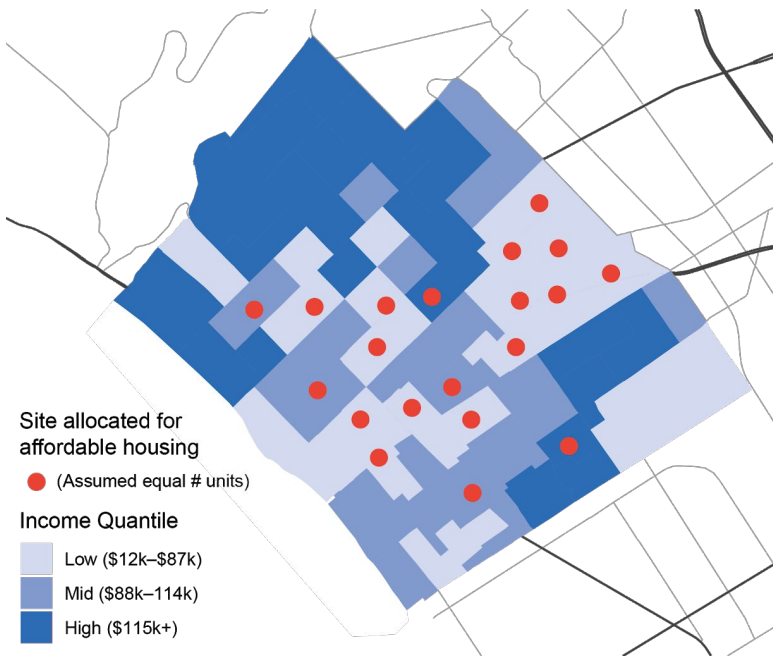 Site allocated for
affordable housing
(Assumed equal # units)
Income Quantile
Low ($12k–$87k)
Mid ($88k–114k)
High ($115k+)